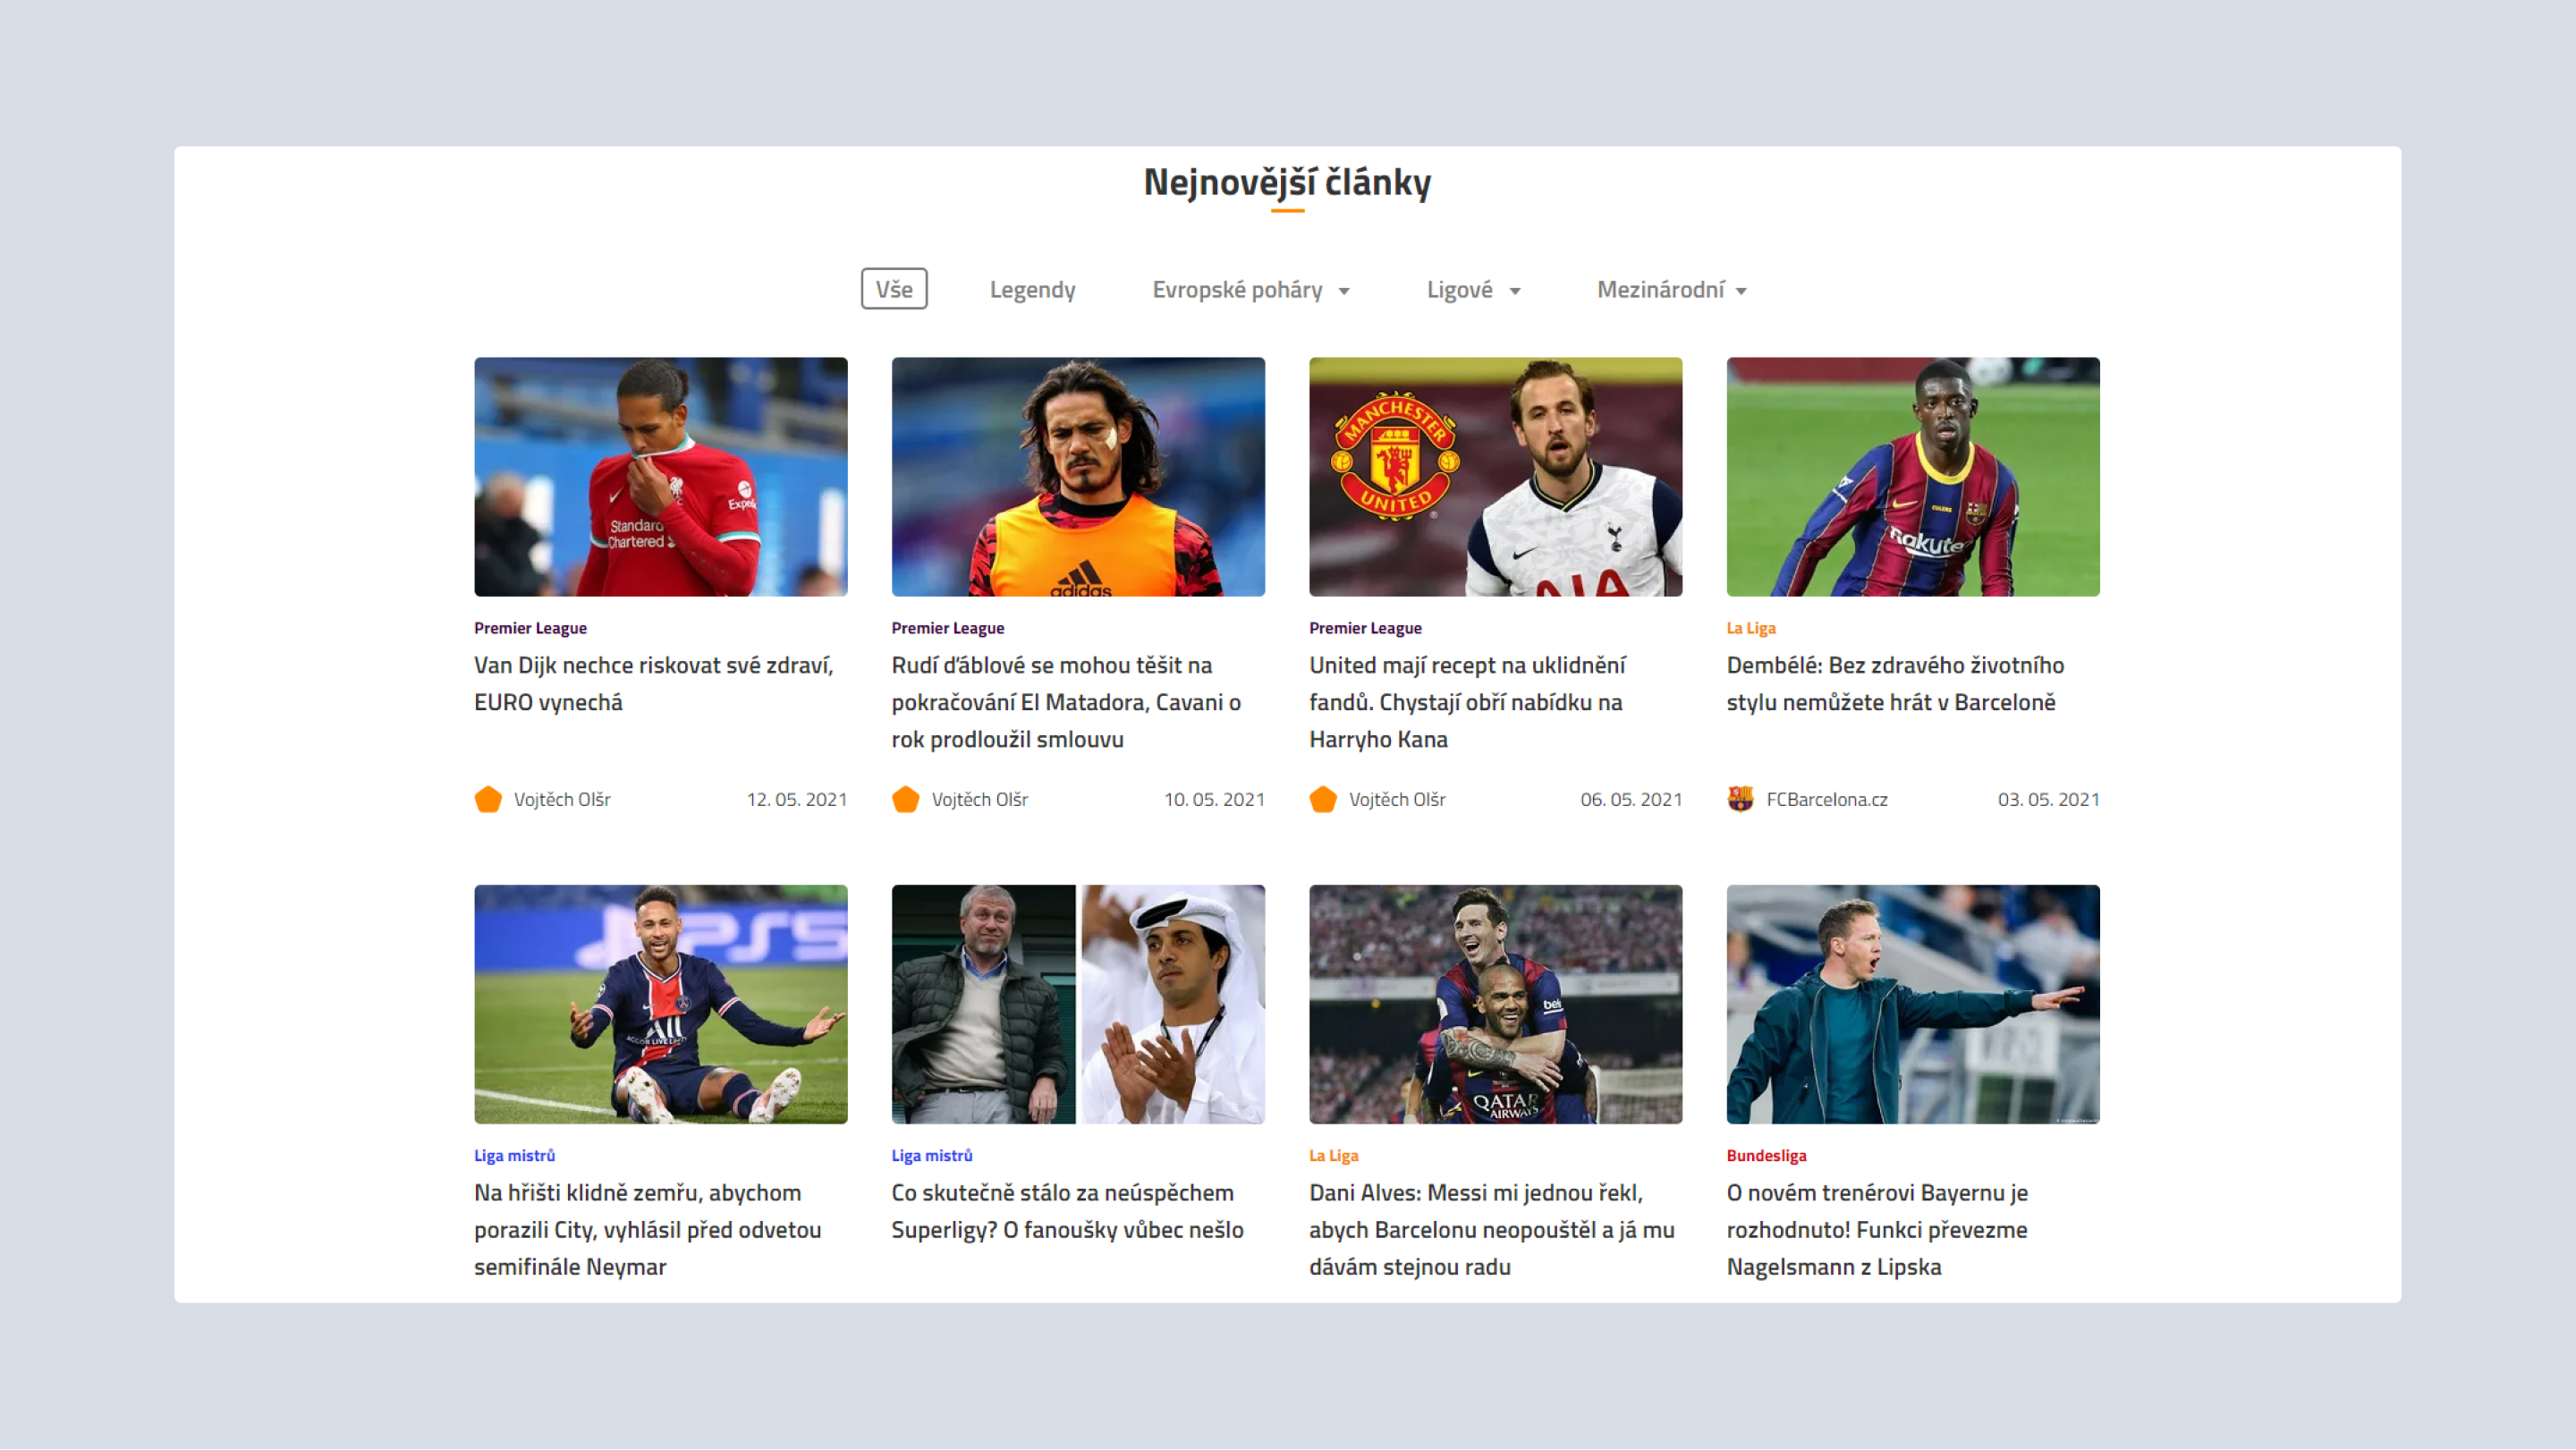 Nejnovější články
Vše Legendy Evropské poháry Ligové Mezinárodní
Standard
Chartered
adidas
MANCHESTER
UNITED
AIA
Rakuten
Premier League
Van Dijk nechce riskovat své zdraví,
EURO vynechá
Vojtěch Olšr 12. 05. 2021
Premier League
Rudí ďáblové se mohou těšit na
pokračování El Matadora, Cavani o
rok prodloužil smlouvu
Vojtěch Olšr 10. 05. 2021
Premier League
United mají recept na uklidnění
fandů. Chystají obří nabídku na
Harryho Kana
Vojtěch Olšr 06. 05. 2021
La Liga
Dembélé: Bez zdravého životního
stylu nemůžete hrát v Barceloně
FCBarcelona.cz 03. 05. 2021
PS5
ALL
ACCOR LIVE LIMITLESS
beko
QATAR
AIRWAYS
Liga mistrů
Na hřišti klidně zemřu, abychom
porazili City, vyhlásil před odvetou
semifinále Neymar
Liga mistrů
Co skutečně stálo za neúspěchem
Superligy? O fanoušky vůbec nešlo
La Liga
Dani Alves: Messi mi jednou řekl,
abych Barcelonu neopouštěl a já mu
dávám stejnou radu
Bundesliga
O novém trenérovi Bayernu je
rozhodnuto! Funkci převezme
Nagelsmann z Lipska